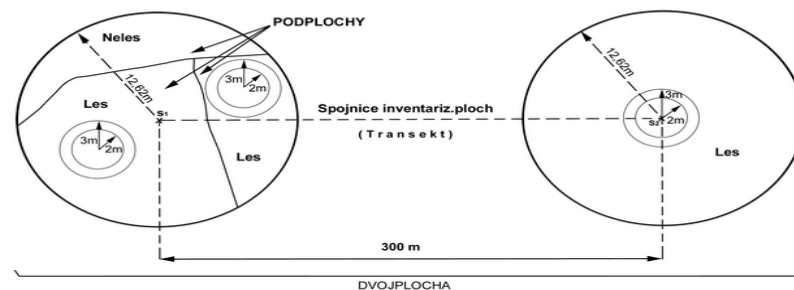 PODPLOCHY
Neles
12,62m
Les
S₁
3m
2m
3m
2m
Les
Spojnice inventariz.ploch
(Transekt)
12,62m
3m
2m
S₂
Les
300 m
DVOJPLOCHA